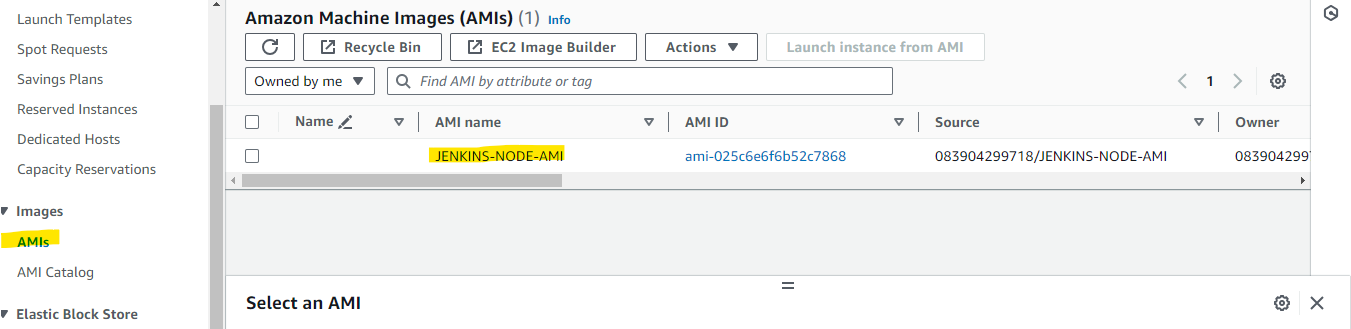 Launch Templates
Spot Requests
Savings Plans
Reserved Instances
Dedicated Hosts
Capacity Reservations
Images
AMIs
AMI Catalog
Elastic Block Store
Amazon Machine Images (AMIs) (1) Info
Recycle Bin EC2 Image Builder Actions Launch instance from AMI
Owned by me Find AMI by attribute or tag 1
Name AMI name AMI ID Source Owner
JENKINS-NODE-AMI ami-025c6e6f6b52c7868 083904299718/JENKINS-NODE-AMI 083904299
Select an AMI